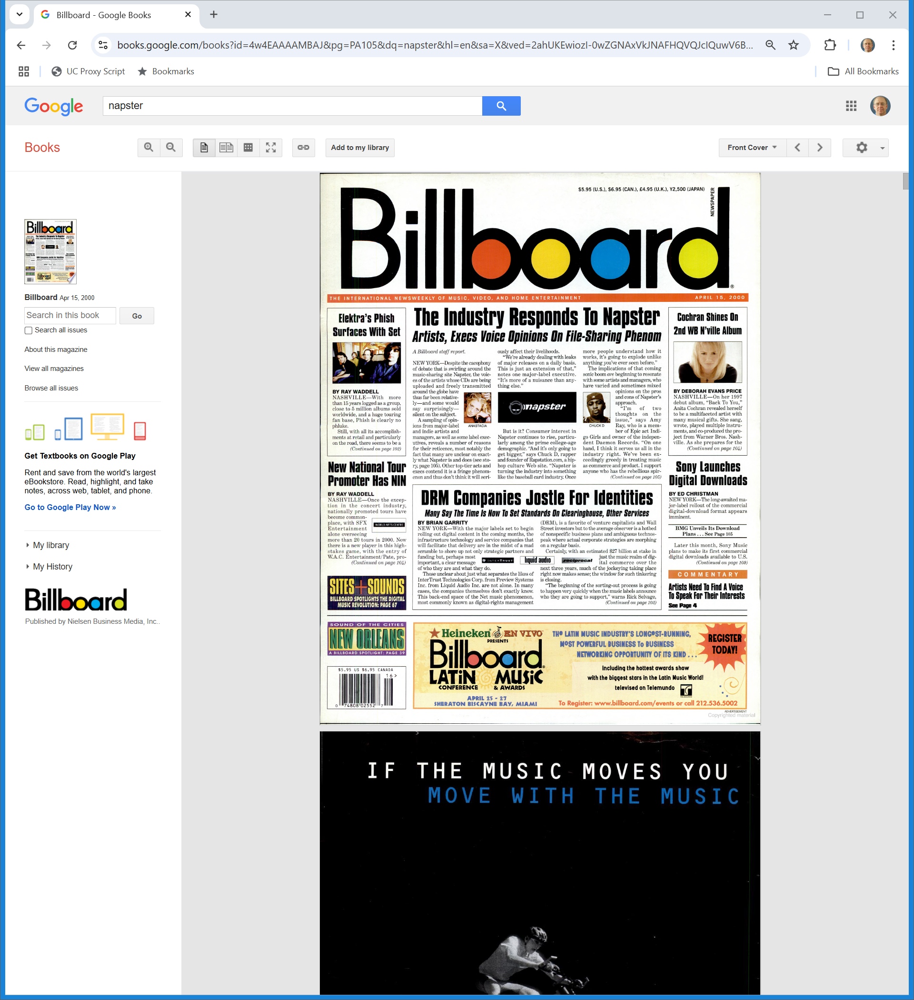 Billboard - Google Books
books.google.com/books?id=4w4EAAAAMBAJ&pg=PA105&dq=napster&hl=en&sa=X&ved=2ahUKEwiozI-0wZGNAxVkJNAFHQVQJcIQuwV6B...
UC Proxy Script
Bookmarks
All Bookmarks
Google
napster
Books
Add to my library
Front Cover
Billboard
Billboard Apr 15, 2000
Search in this book
Go
Search all issues
About this magazine
View all magazines
Browse all issues
Get Textbooks on Google Play
Rent and save from the world's largest
eBookstore. Read, highlight, and take
notes, across web, tablet, and phone.
Go to Google Play Now »
My library
My History
Billboard
Published by Nielsen Business Media, Inc..
$5.95 (U.S.), $6.95 (CAN.), £4.95 (U.K.), Y2,500 (JAPAN)
NEWSPAPER
Billboard®
THE INTERNATIONAL NEWSWEEKLY OF MUSIC, VIDEO, AND HOME ENTERTAINMENT
APRIL 15, 2000
Elektra's Phish
Surfaces With Set
BY RAY WADDELL
NASHVILLE—With more
than 15 years logged as a group,
close to 5 million albums sold
worldwide, and a huge touring
fan base, Phish is clearly no
phluke.
Still, with all its accomplish-
ments at retail and particularly
on the road, there seems to be a
(Continued on page 102)
New National Tour
Promoter Has NIN
BY RAY WADDELL
NASHVILLE—Once the excep-
tion in the concert industry,
nationally promoted tours have
become common-
place, with SFX
Entertainment
alone overseeing
more than 20 tours in 2000. Now
there is a new player in this high-
stakes game, with the entry of
W.A.C. Entertainment/Pate, pro-
(Continued on page 104)
WORLD ARTS CENTRE
SITES+SOUNDS
BILLBOARD SPOTLIGHTS THE DIGITAL
MUSIC REVOLUTION: PAGE 67
SOUND OF THE CITIES
NEW ORLEANS
A BILLBOARD SPOTLIGHT: PAGE 39
$5.95 US $6.95 CANADA
16>
0 74808 02552 7
The Industry Responds To Napster
Artists, Execs Voice Opinions On File-Sharing Phenom
A Billboard staff report.
NEW YORK—Despite the cacophony
of debate that is swirling around the
music-sharing site Napster, the voic-
es of the artists whose CDs are being
uploaded and freely transmitted
around the globe have
thus far been relative-
ly—and some would
say surprisingly—
silent on the subject.
A sampling of opin-
ions from major-label
and indie artists and
managers, as well as some label exec-
utives, reveals a number of reasons
for their reticence, most notably the
fact that many are unclear on exact-
ly what Napster is and does (see sto-
ry, page 105). Other top-tier acts and
execs contend it is a fringe phenom-
enon and thus don't think it will seri-
ANASTACIA
ously affect their livelihoods.
"We're already dealing with leaks
of major releases on a daily basis.
This is just an extension of that,"
notes one major-label executive.
"It's more of a nuisance than any-
thing else."
napster
But is it? Consumer interest in
Napster continues to rise, particu-
larly among the prime college-age
demographic. "And it's only going to
get bigger," says Chuck D, rapper
and founder of Rapstation.com, a hip-
hop culture Web site. "Napster is
turning the industry into something
like the baseball card industry. Once
more people understand how it
works, it's going to explode unlike
anything you've ever seen before."
The implications of that coming
sonic boom are beginning to resonate
with some artists and managers, who
have varied and sometimes mixed
opinions on the pros
and cons of Napster's
approach.
"I'm of two
thoughts on the
issue," says Amy
Ray, who is a mem-
ber of Epic act Indi-
go Girls and owner of the indepen-
dent Daemon Records. "On one
hand, I think it serves us all in the
industry right. We've been ex-
ceedingly greedy in treating music
as commerce and product. I support
anyone who has the rebellious spir-
(Continued on page 105)
CHUCK D
DRM Companies Jostle For Identities
Many Say The Time Is Now To Set Standards On Clearinghouse, Other Services
BY BRIAN GARRITY
NEW YORK—With the major labels set to begin
rolling out digital content in the coming months, the
infrastructure technology and service companies that
will facilitate that delivery are in the midst of a mad
scramble to shore up not only strategic partners and
funding but, perhaps most
important, a clear message
of who they are and what they do.
Those unclear about just what separates the likes of
InterTrust Technologies Corp. from Preview Systems
Inc. from Liquid Audio Inc. are not alone. In many
cases, the companies themselves don't exactly know.
This back-end space of the Net music phenomenon,
most commonly known as digital-rights management
INTERTRUST
liquid audio
reciprocal
(DRM), is a favorite of venture capitalists and Wall
Street investors but to the average observer is a hotbed
of nonspecific business plans and ambiguous technos-
peak where actual corporate strategies are morphing
on a regular basis.
Certainly, with an estimated $27 billion at stake in
just the music realm of dig-
ital commerce over the
next three years, much of the jockeying taking place
right now makes sense; the window for such tinkering
is closing.
"The beginning of the sorting-out process is going
to happen very quickly when the music labels announce
who they are going to support," warns Rick Selvage,
(Continued on page 103)
Cochran Shines On
2nd WB N'ville Album
BY DEBORAH EVANS PRICE
NASHVILLE—On her 1997
debut album, "Back To You,"
Anita Cochran revealed herself
to be a multifaceted artist with
many musical gifts. She sang,
wrote, played multiple instru-
ments, and co-produced the pro-
ject from Warner Bros. Nash-
ville. As she prepares for the
(Continued on page 104)
Sony Launches
Digital Downloads
BY ED CHRISTMAN
NEW YORK—The long-awaited ma-
jor-label rollout of the commercial
digital-download format appears
imminent.
BMG Unveils Its Download
Plans . . . See Page 105
Later this month, Sony Music
plans to make its first commercial
digital downloads available to U.S.
(Continued on page 109)
COMMENTARY
Artists Need To Find A Voice
To Speak For Their Interests
See Page 4
Heineken EN VIVO
PRESENTS
Billboard®
LATIN MUSIC
CONFERENCE & AWARDS
APRIL 25 - 27
SHERATON BISCAYNE BAY, MIAMI
THE LATIN MUSIC INDUSTRY'S LONGEST-RUNNING,
MOST POWERFUL BUSINESS To BUSINESS
NETWORKING OPPORTUNITY OF ITS KIND . . .
REGISTER
TODAY!
Including the hottest awards show
with the biggest stars in the Latin Music World!
televised on Telemundo
To Register: www.billboard.com/events or call 212.536.5002
ADVERTISEMENT
Copyrighted material
IF THE MUSIC MOVES YOU
MOVE WITH THE MUSIC